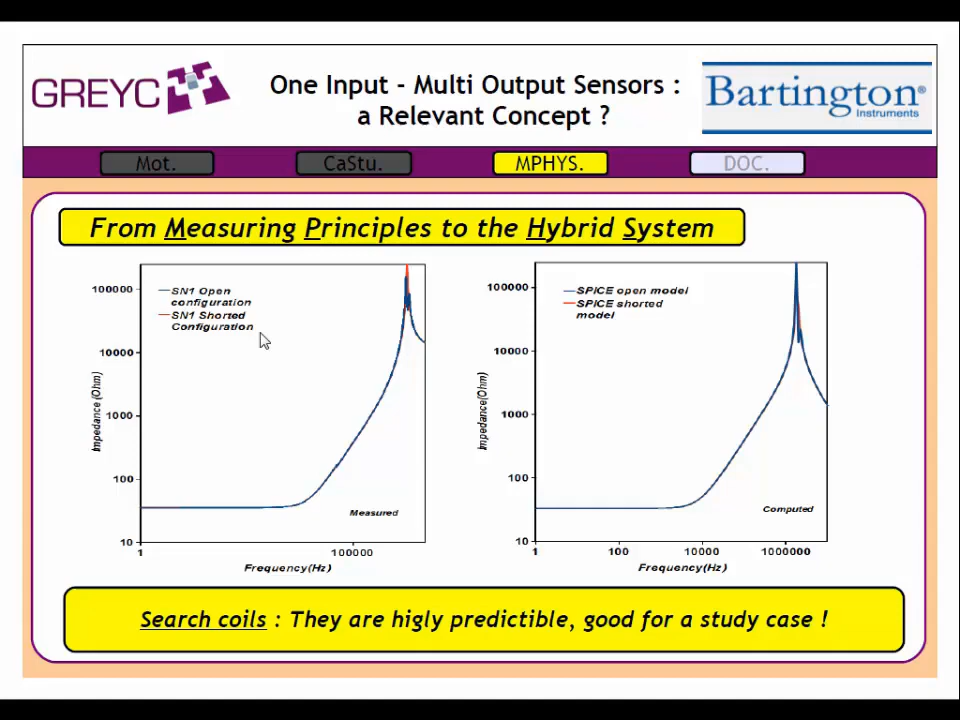 GREYC
One Input - Multi Output Sensors :
a Relevant Concept ?
Bartington®
Instruments
Mot.
CaStu.
MPHYS.
DOC.
From Measuring Principles to the Hybrid System
100000
10000
1000
100
10
Impedance (Ohm)
SN1 Open
configuration
SN1 Shorted
Configuration
Measured
1
100000
Frequency(Hz)
100000
10000
1000
100
10
Impedance(Ohm)
SPICE open model
SPICE shorted
model
Computed
1
100
10000
1000000
Frequency(Hz)
Search coils : They are higly predictible, good for a study case !